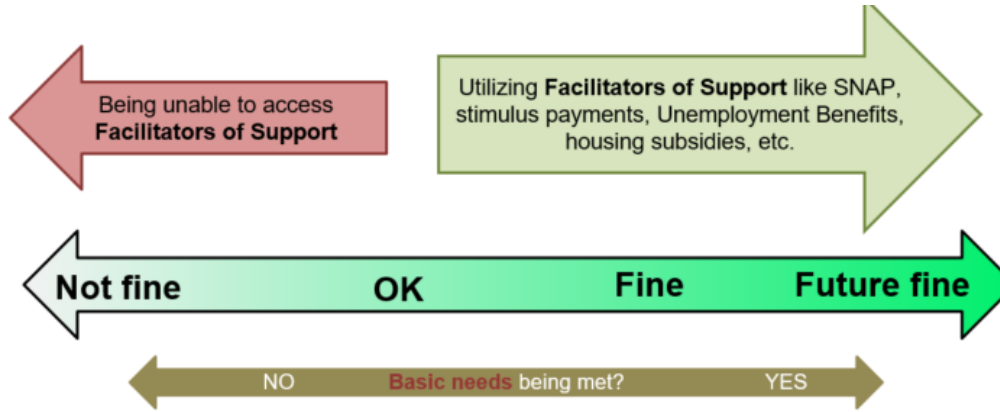 Being unable to access
Facilitators of Support
Utilizing Facilitators of Support like SNAP,
stimulus payments, Unemployment Benefits,
housing subsidies, etc.
Not fine OK Fine Future fine
NO Basic needs being met? YES